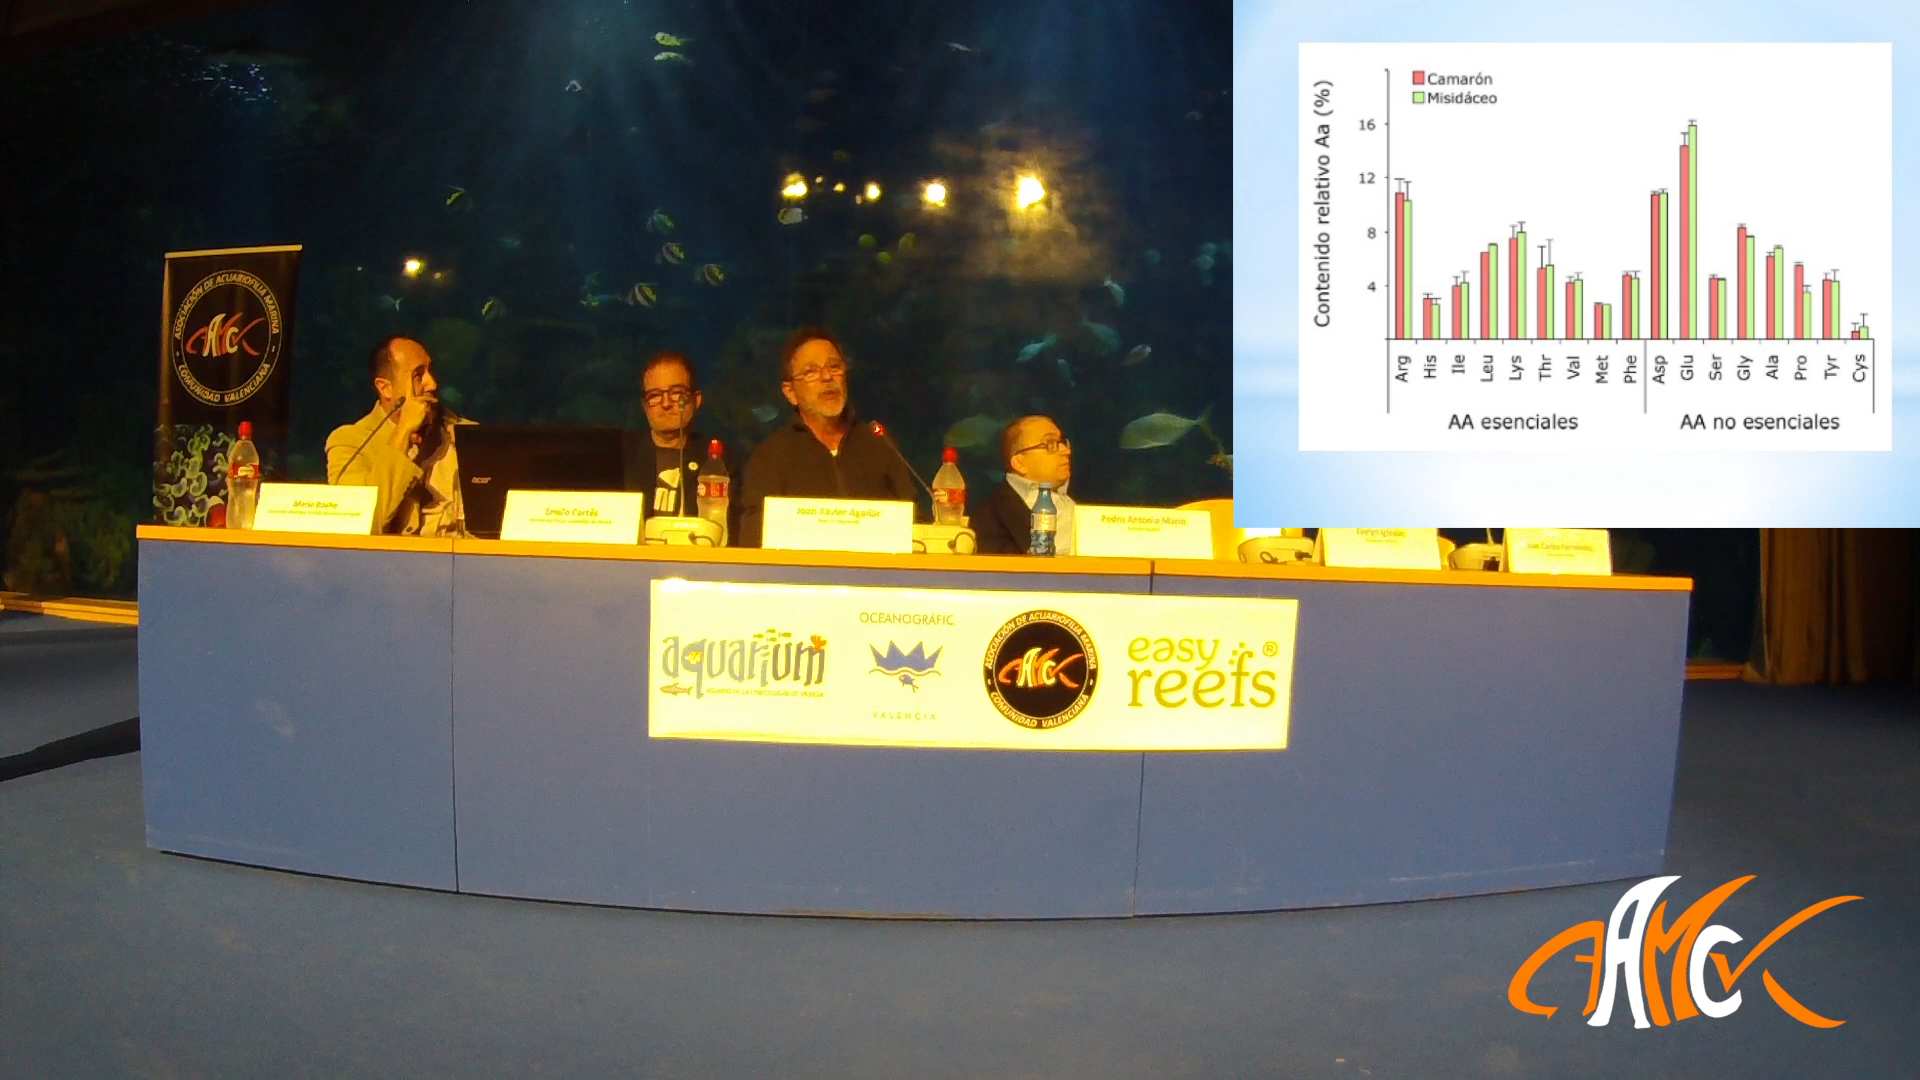 Contenido relativo Aa (%)
Camarón
Misidáceo
16
12
8
4
Arg His Ile Leu Lys Thr Val Met Phe Asp Glu Ser Gly Ala Pro Tyr Cys
AA esenciales AA no esenciales
ASOCIACIÓN DE ACUARIOFILIA MARINA
AMCV
COMUNIDAD VALENCIANA
acer
Emilio Cortés
Joan Xavier Aguilar
Pedro Antonio
Evelyn Iglesias
aquarium
OCEANOGRÀFIC
VALENCIA
ASOCIACIÓN DE ACUARIOFILIA MARINA
AMCV
COMUNIDAD VALENCIANA
easy
reefs®
AMCV